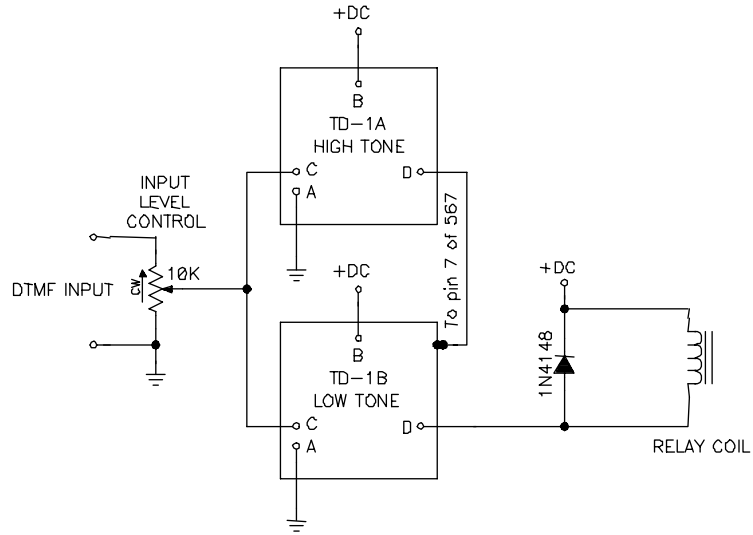 +DC
B
TD-1A
HIGH TONE
C
D
A
INPUT
LEVEL
CONTROL
To pin 7 of 567
DTMF INPUT
CW
10K
+DC
B
TD-1B
LOW TONE
C
D
A
+DC
1N4148
RELAY COIL